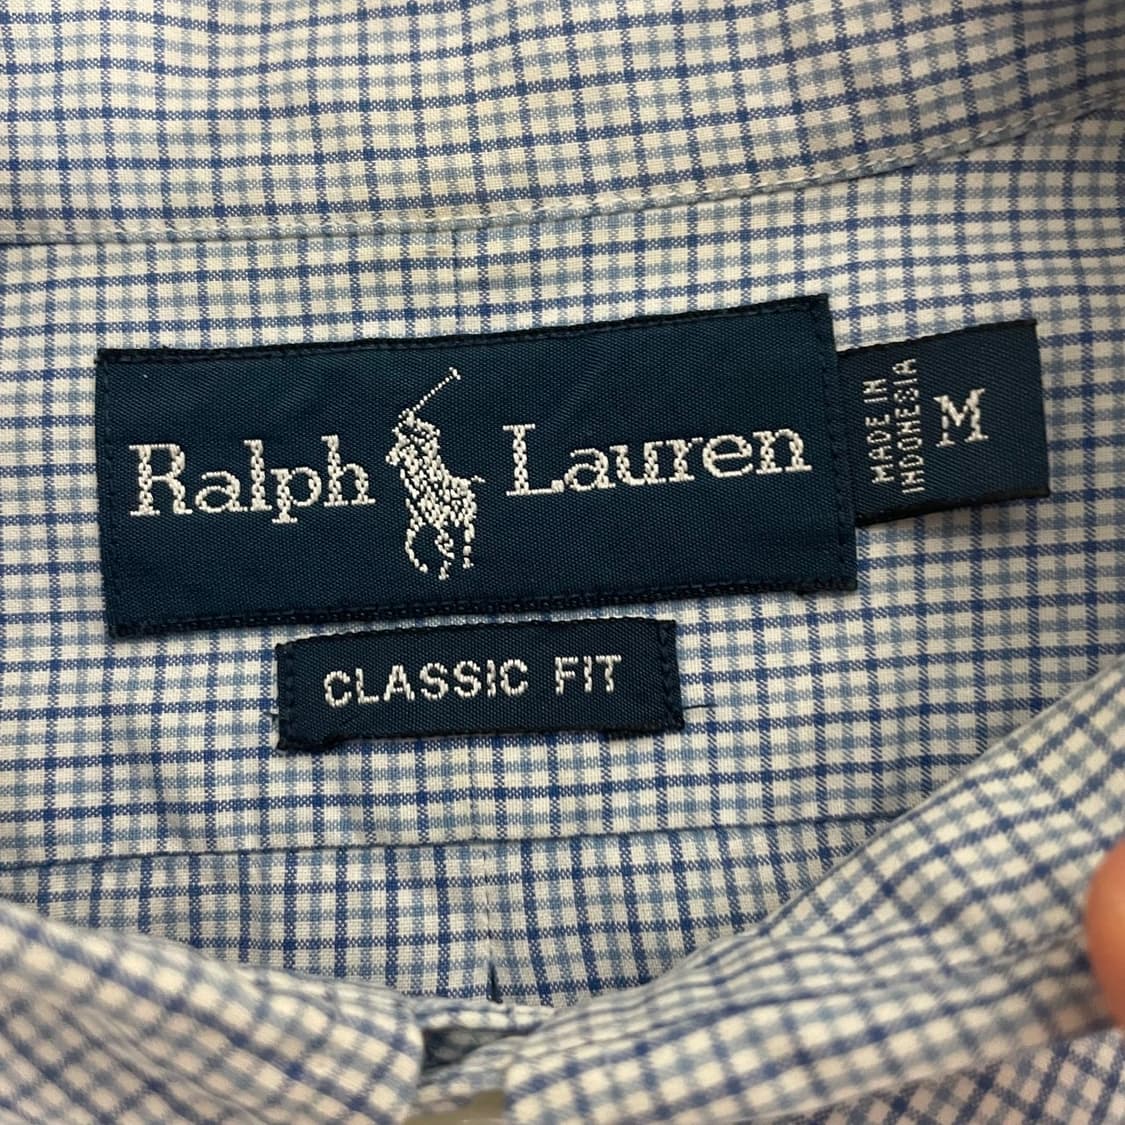 Ralph Lauren
MADE IN
INDONESIA
M
CLASSIC FIT